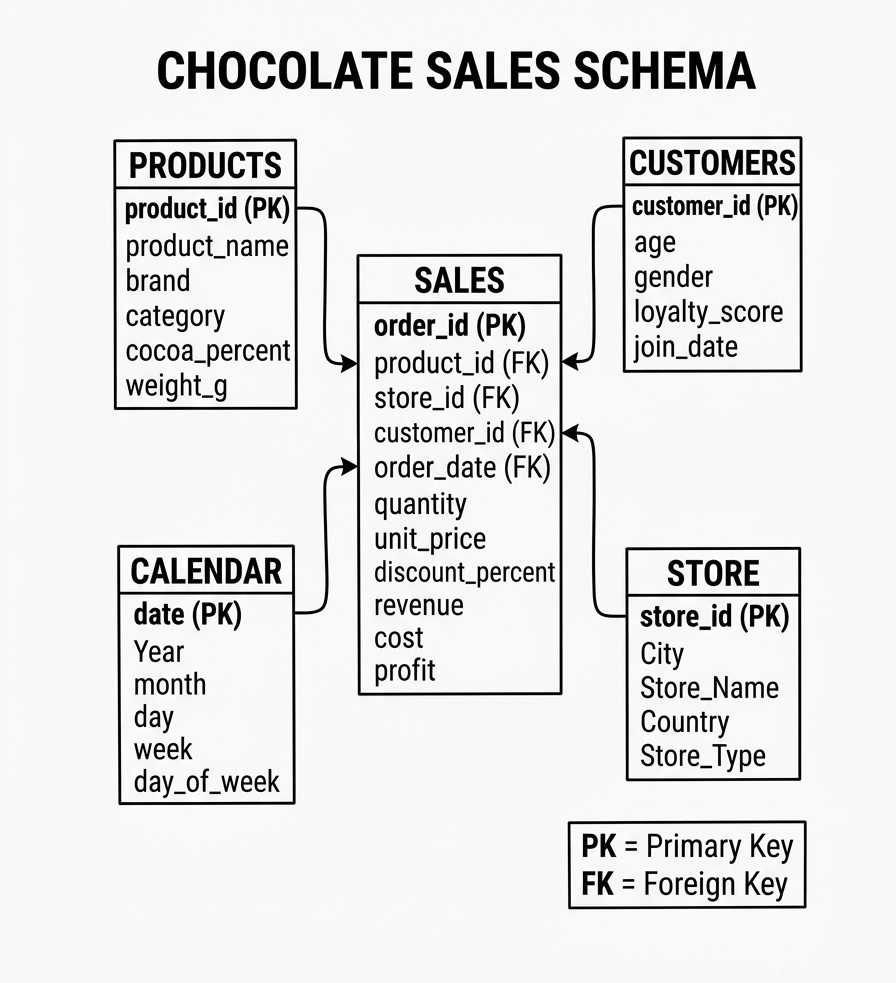 CHOCOLATE SALES SCHEMA
PRODUCTS
product_id (PK)
product_name
brand
category
cocoa_percent
weight_g
CUSTOMERS
customer_id (PK)
age
gender
loyalty_score
join_date
SALES
order_id (PK)
product_id (FK)
store_id (FK)
customer_id (FK)
order_date (FK)
quantity
unit_price
discount_percent
revenue
cost
profit
CALENDAR
date (PK)
Year
month
day
week
day_of_week
STORE
store_id (PK)
City
Store_Name
Country
Store_Type
PK = Primary Key
FK = Foreign Key